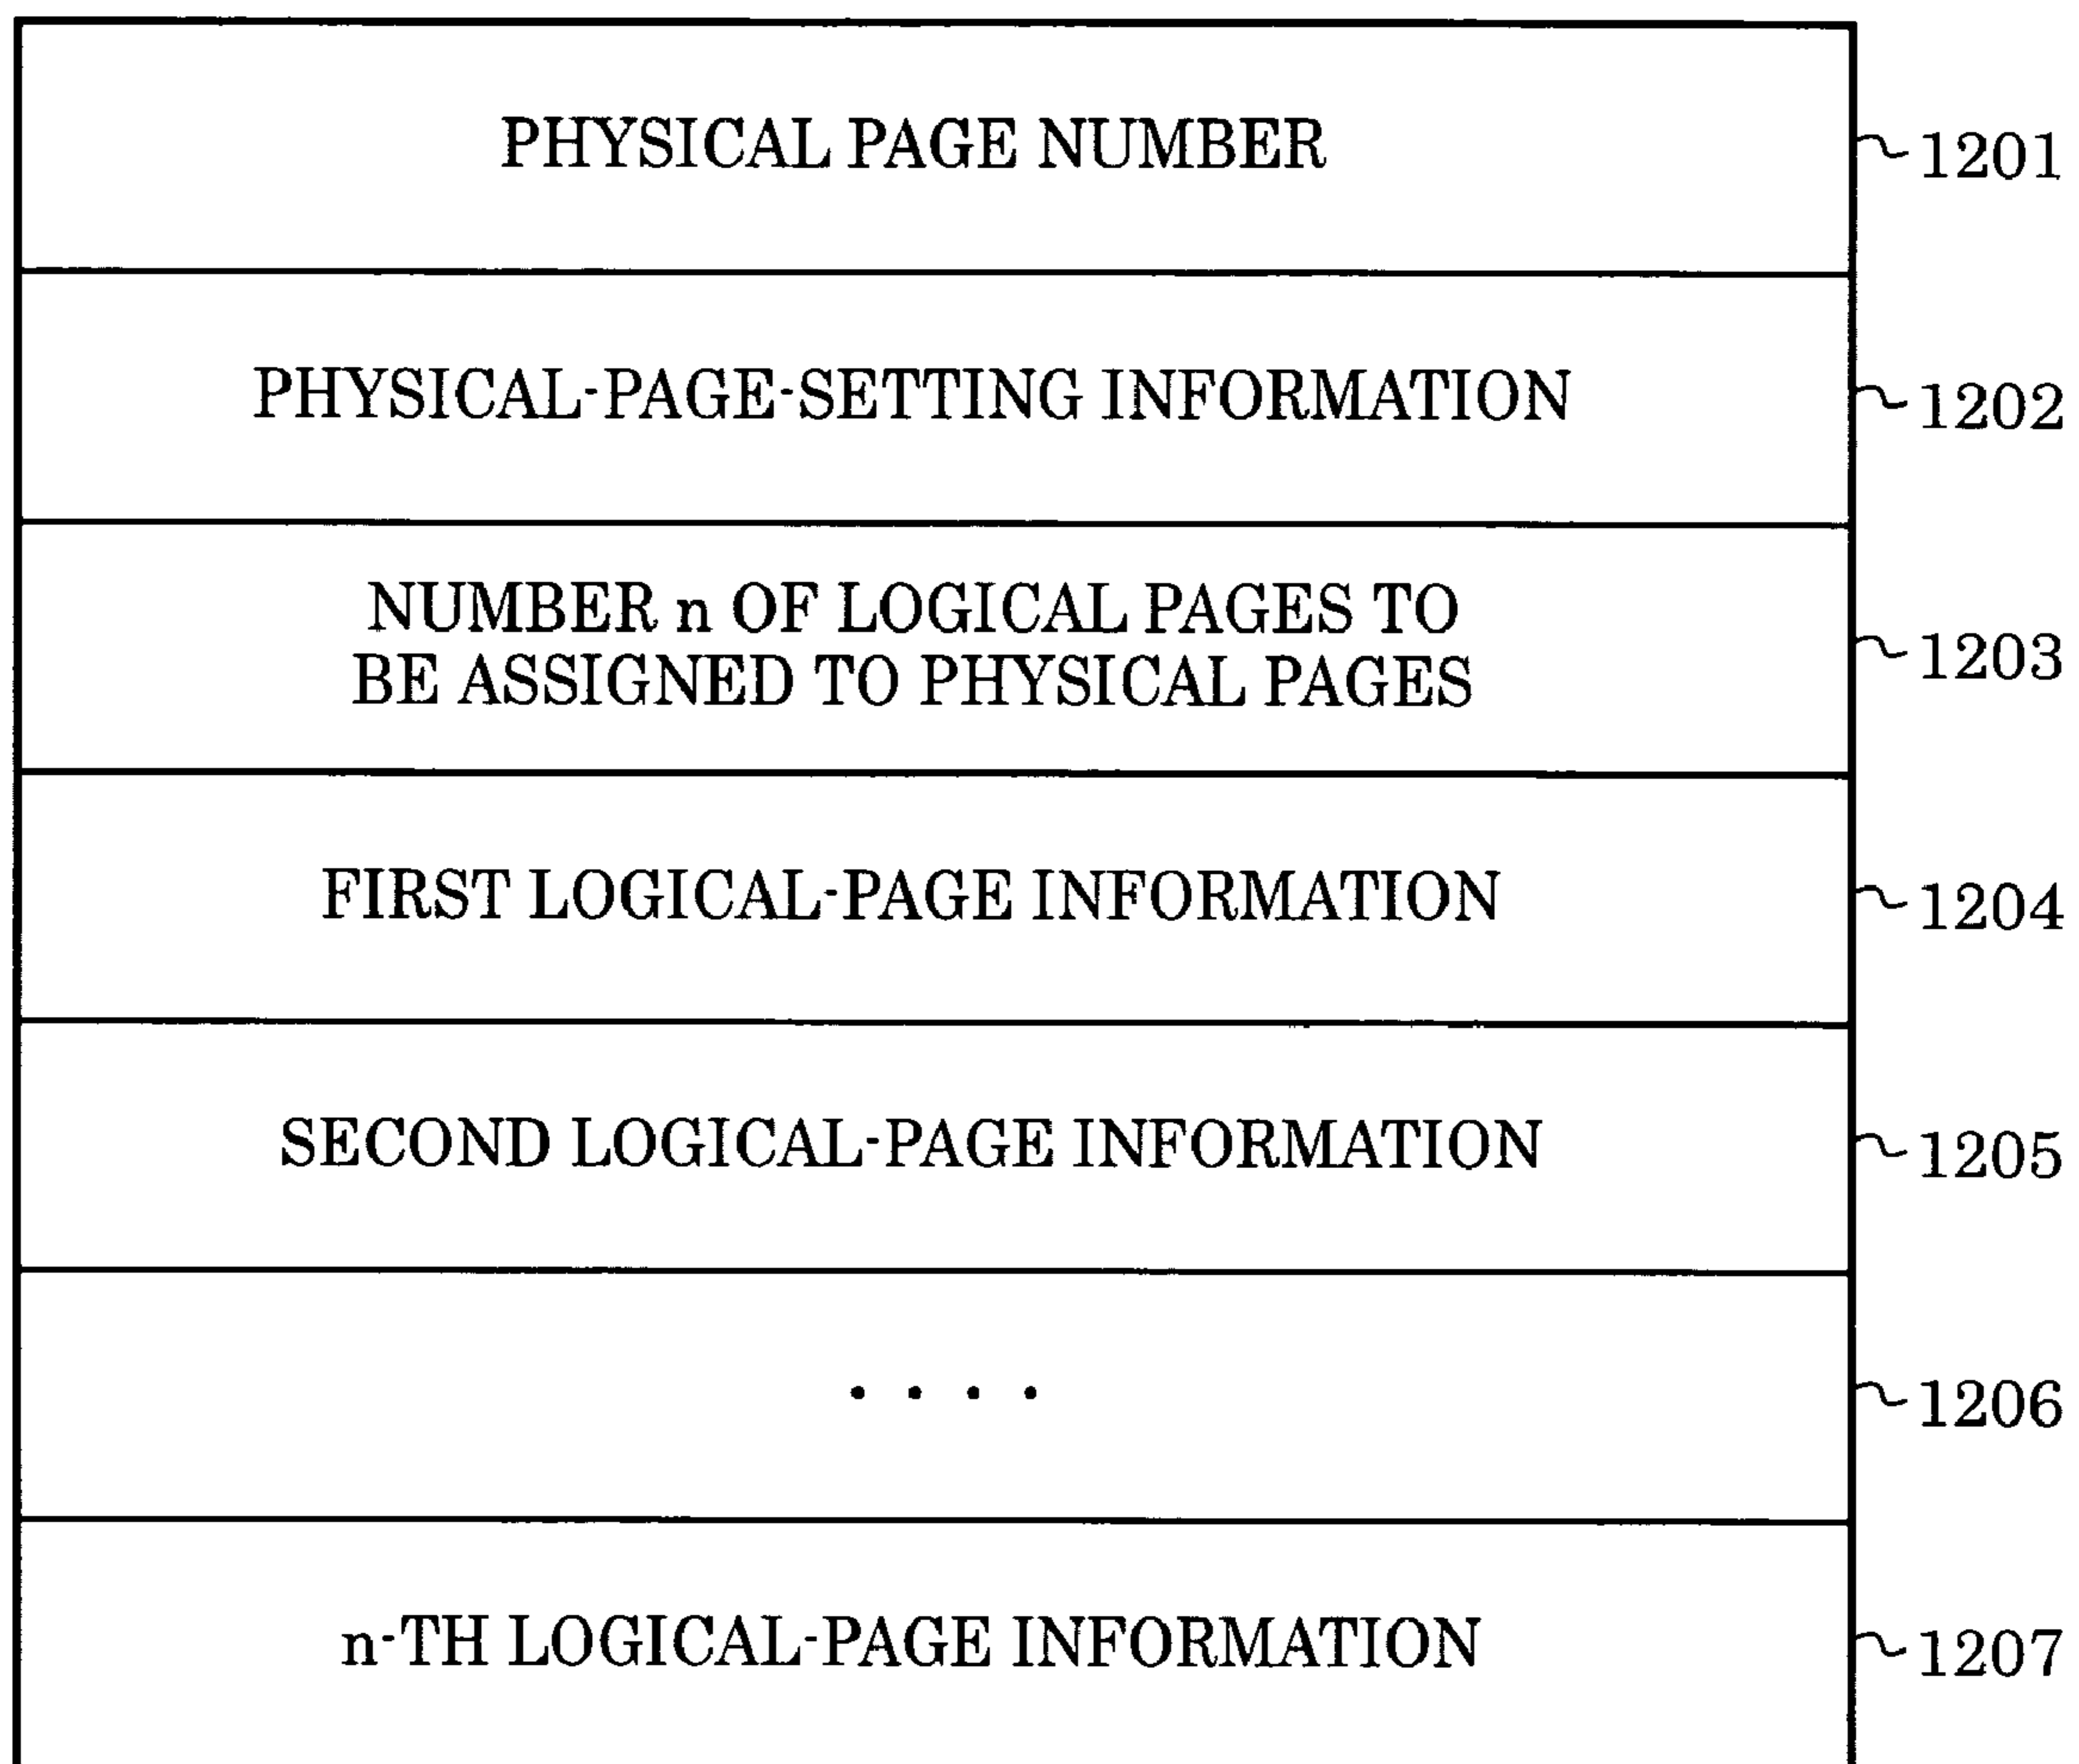 PHYSICAL PAGE NUMBER
1201
PHYSICAL-PAGE-SETTING INFORMATION
1202
NUMBER n OF LOGICAL PAGES TO
BE ASSIGNED TO PHYSICAL PAGES
1203
FIRST LOGICAL-PAGE INFORMATION
1204
SECOND LOGICAL-PAGE INFORMATION
1205
· · · ·
1206
n-TH LOGICAL-PAGE INFORMATION
1207